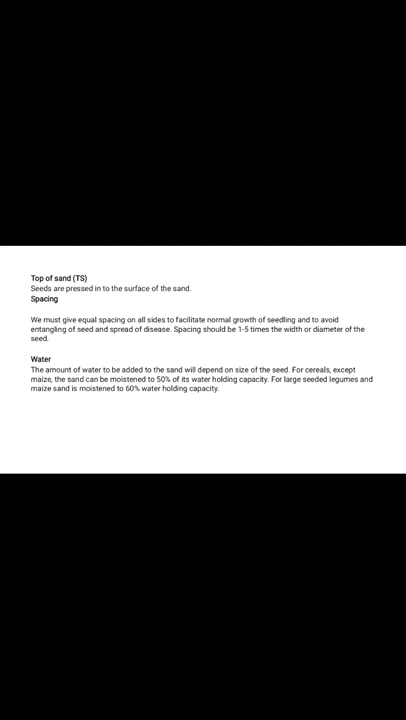 Top of sand (TS)
Seeds are pressed in to the surface of the sand.
Spacing
We must give equal spacing on all sides to facilitate normal growth of seedling and to avoid
entangling of seed and spread of disease. Spacing should be 1-5 times the width or diameter of the
seed.
Water
The amount of water to be added to the sand will depend on size of the seed. For cereals, except
maize, the sand can be moistened to 50% of its water holding capacity. For large seeded legumes and
maize sand is moistened to 60% water holding capacity.